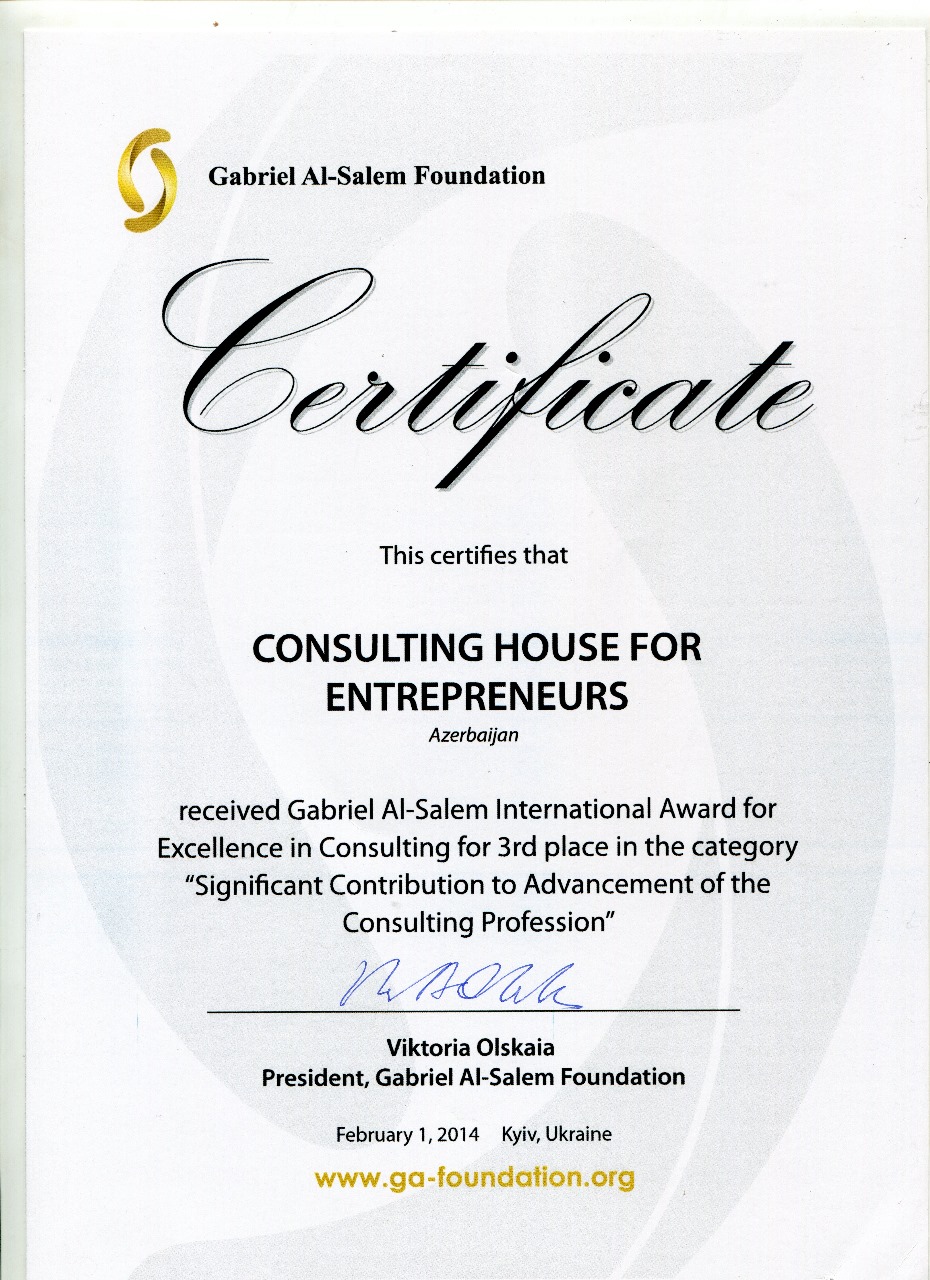 Gabriel Al-Salem Foundation
Certificate
This certifies that
CONSULTING HOUSE FOR
ENTREPRENEURS
Azerbaijan
received Gabriel Al-Salem International Award for
Excellence in Consulting for 3rd place in the category
“Significant Contribution to Advancement of the
Consulting Profession”
Viktoria Olskaia
President, Gabriel Al-Salem Foundation
February 1, 2014 Kyiv, Ukraine
www.ga-foundation.org